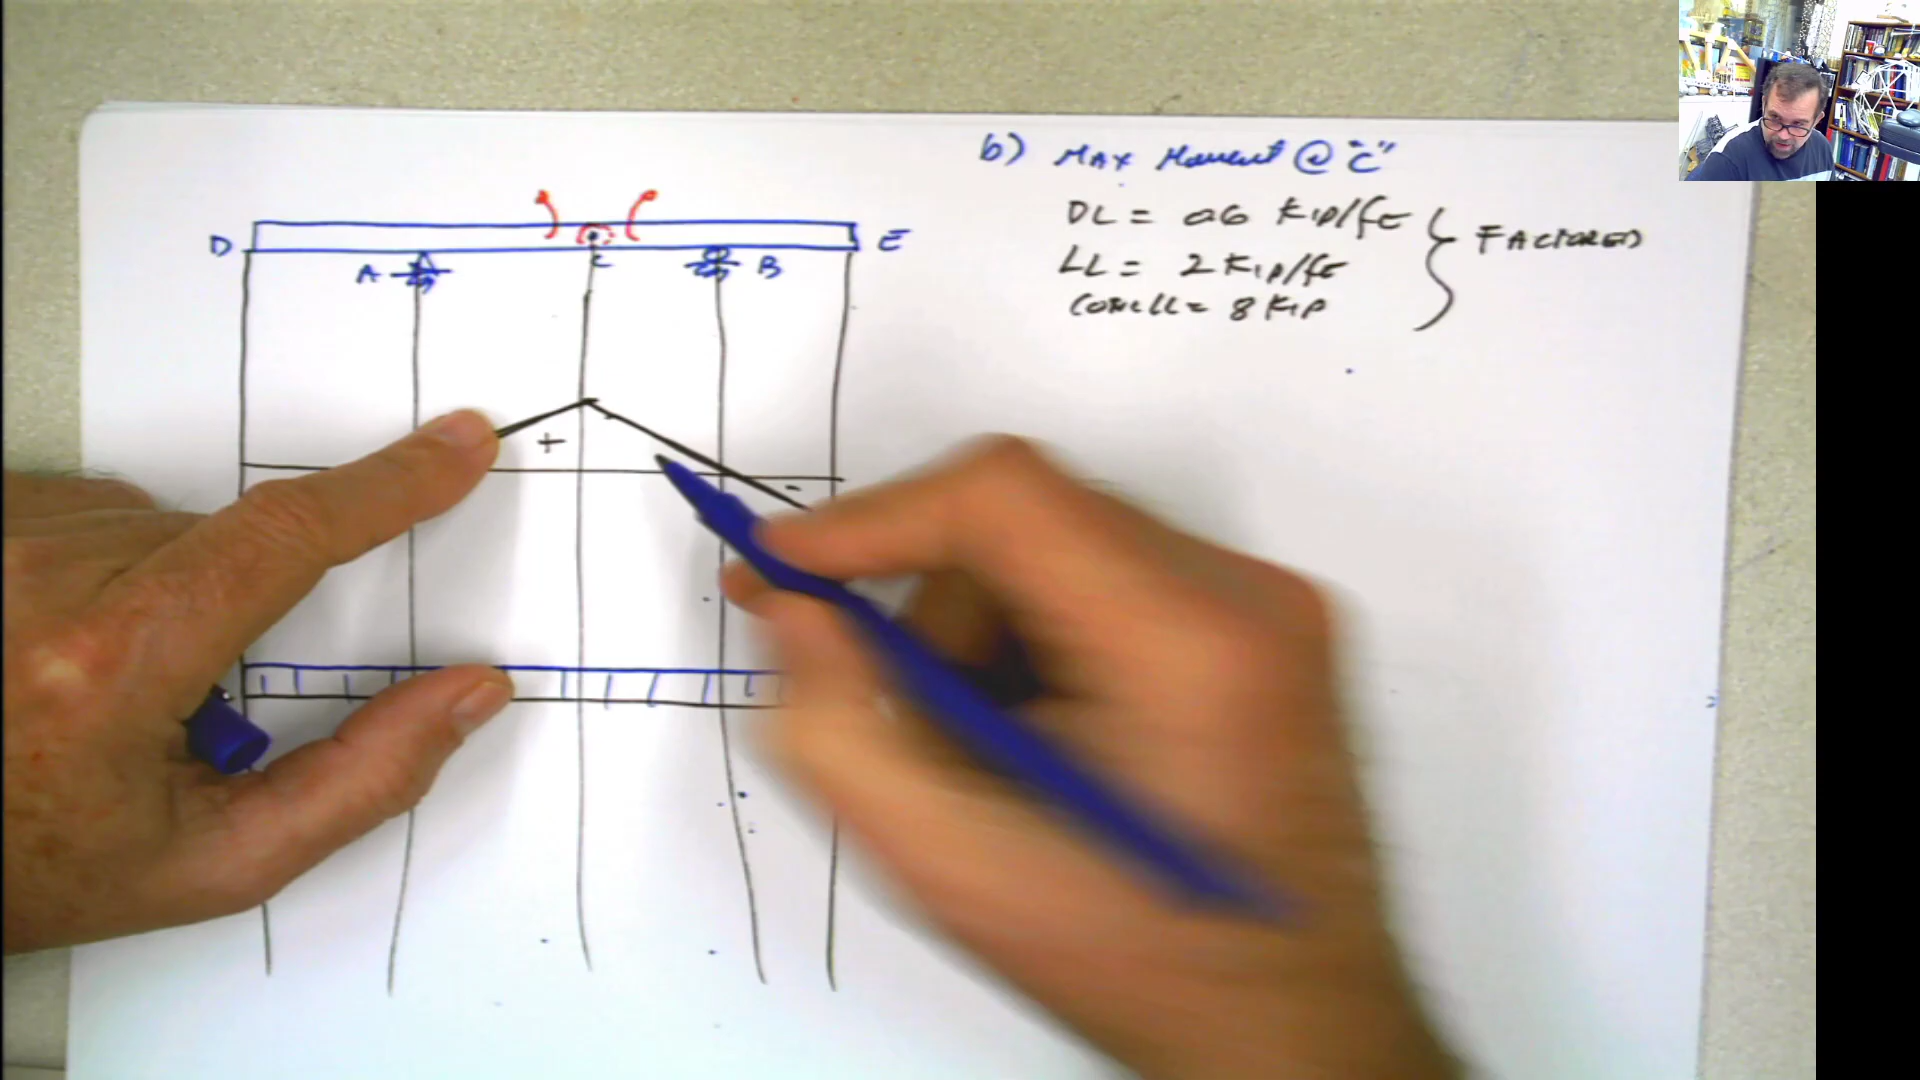 b) MAX Moment @ "C"
DL = 0.6 KIP/ft
LL = 2 KIP/ft
FACTORED
CONC LL = 8 KIP
D
E
A
C
B
+
-